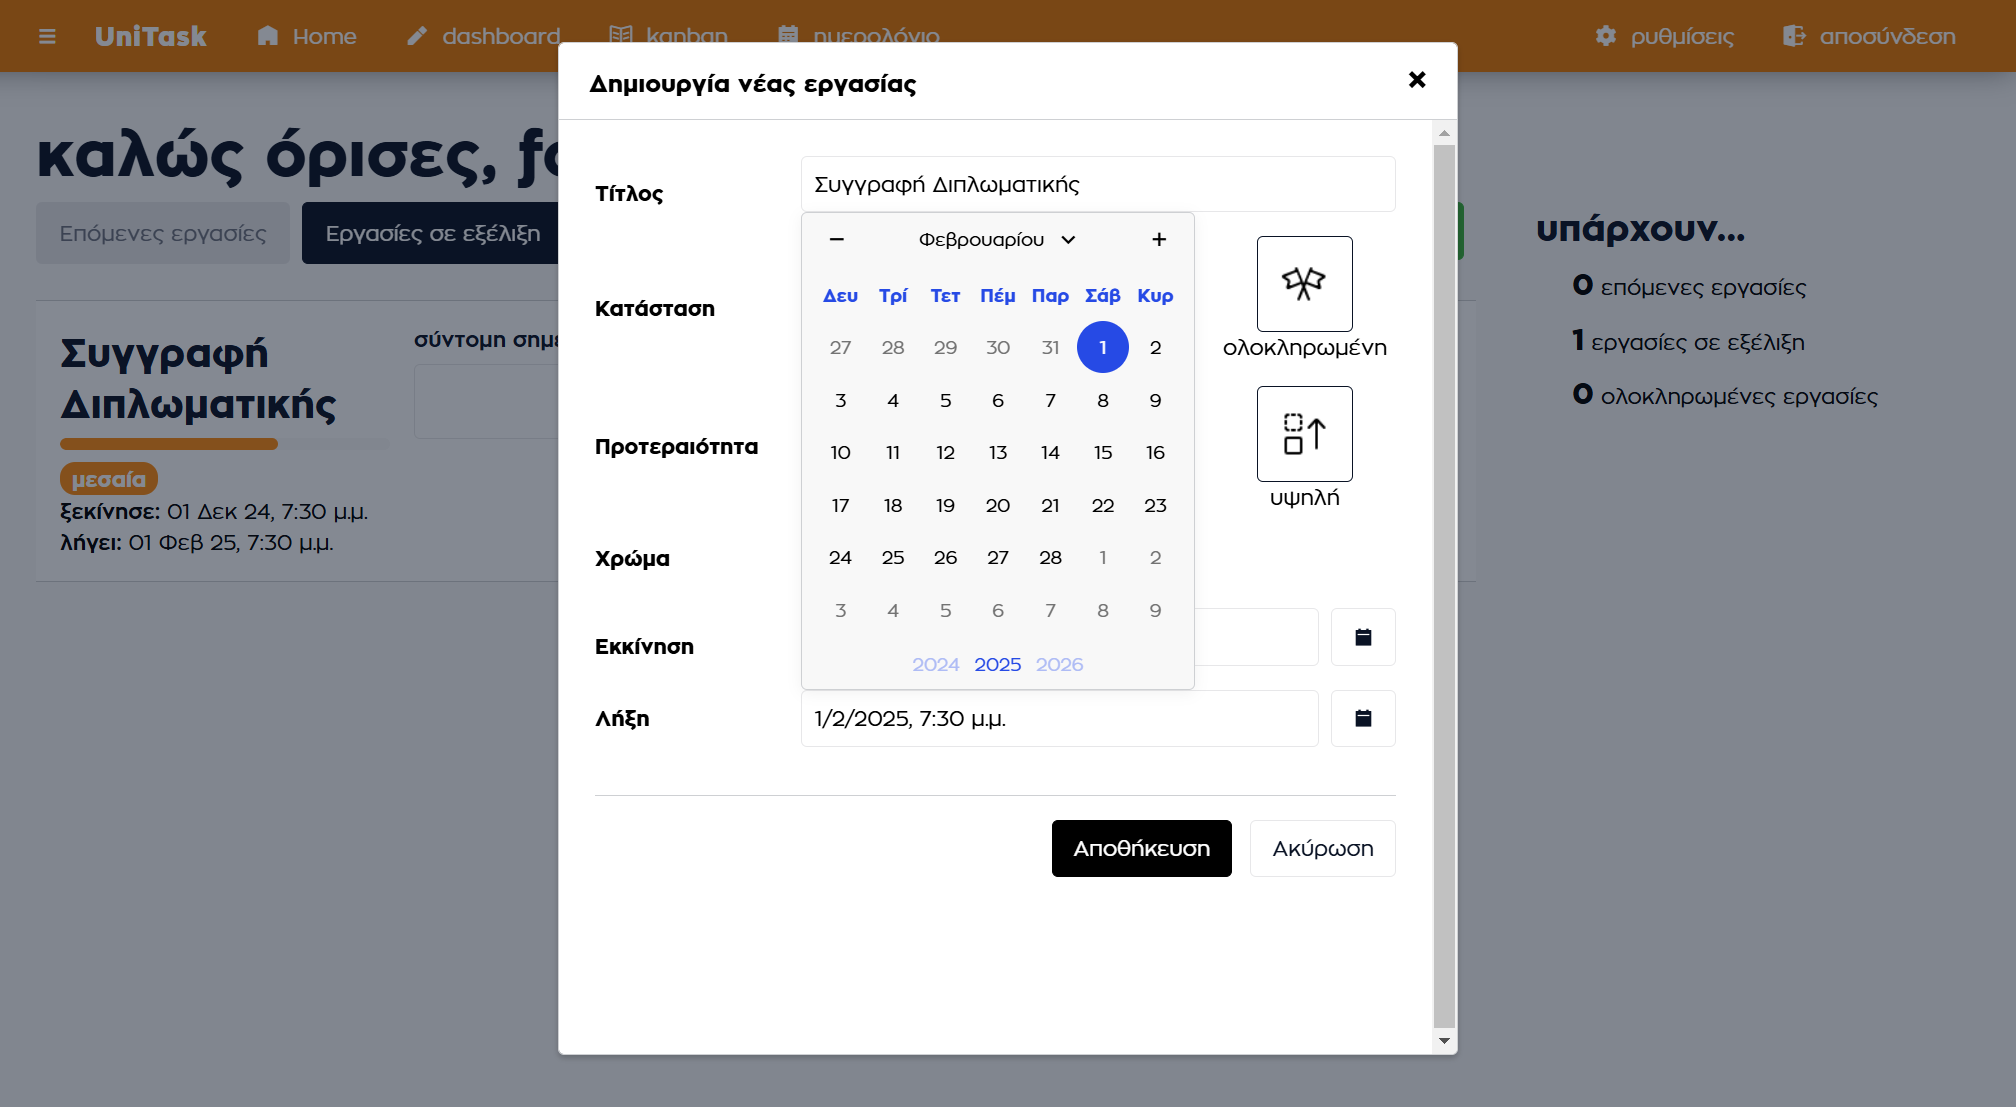 UniTask Home dashboard kanban ημερολόγιο ρυθμίσεις αποσύνδεση
Δημιουργία νέας εργασίας
καλώς όρισες,
Επόμενες εργασίες Εργασίες σε εξέλιξη
Συγγραφή
Διπλωματικής
σύντομη
μεσαία
ξεκίνησε: 01 Δεκ 24, 7:30 μ.μ.
λήγει: 01 Φεβ 25, 7:30 μ.μ.
Τίτλος Συγγραφή Διπλωματικής
− Φεβρουαρίου +
Δευ Τρί Τετ Πέμ Παρ Σάβ Κυρ
27 28 29 30 31 1 2
3 4 5 6 7 8 9
10 11 12 13 14 15 16
17 18 19 20 21 22 23
24 25 26 27 28 1 2
3 4 5 6 7 8 9
2024 2025 2026
Κατάσταση
ολοκληρωμένη
Προτεραιότητα
υψηλή
Χρώμα
Εκκίνηση
Λήξη 1/2/2025, 7:30 μ.μ.
Αποθήκευση Ακύρωση
υπάρχουν...
0 επόμενες εργασίες
1 εργασίες σε εξέλιξη
0 ολοκληρωμένες εργασίες